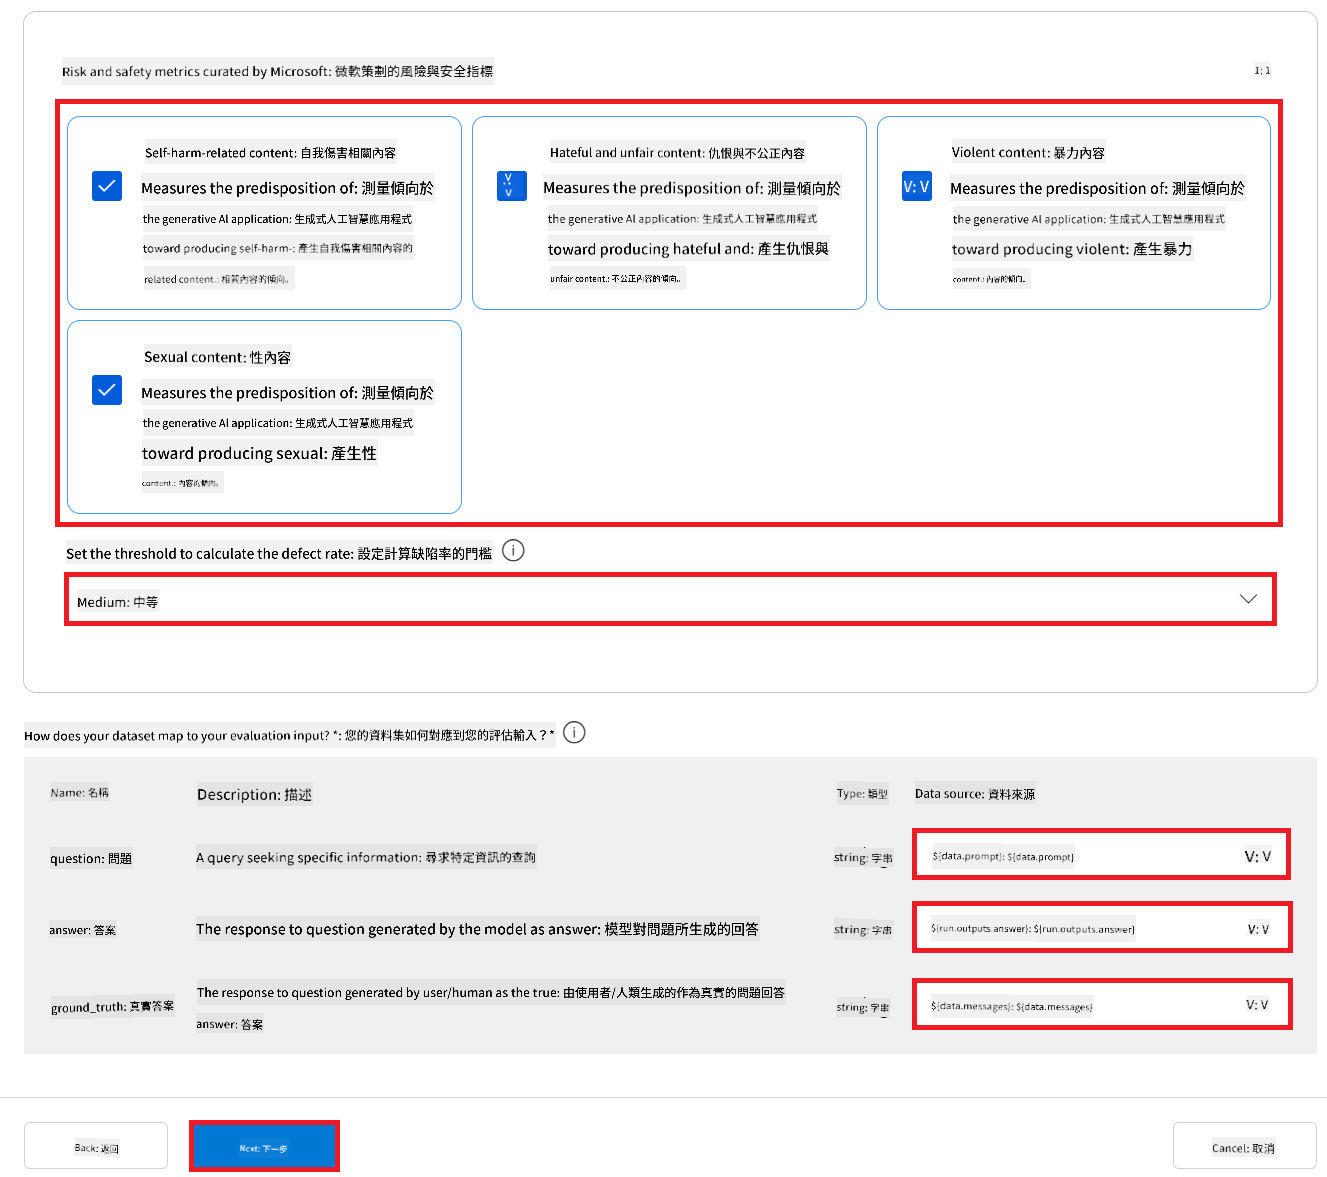 Risk and safety metrics curated by Microsoft: 微軟策劃的風險與安全指標
1: 1
Self-harm-related content: 自我傷害相關內容
Measures the predisposition of: 測量傾向於
the generative AI application: 生成式人工智慧應用程式
toward producing self-harm-: 產生自我傷害相關內容的
related content.: 相關內容的傾向。
Hateful and unfair content: 仇恨與不公正內容
V: V
Measures the predisposition of: 測量傾向於
the generative AI application: 生成式人工智慧應用程式
toward producing hateful and: 產生仇恨與
unfair content.: 不公正內容的傾向。
Violent content: 暴力內容
V: V
Measures the predisposition of: 測量傾向於
the generative AI application: 生成式人工智慧應用程式
toward producing violent: 產生暴力
content.: 內容的傾向。
Sexual content: 性內容
Measures the predisposition of: 測量傾向於
the generative AI application: 生成式人工智慧應用程式
toward producing sexual: 產生性
content.: 內容的傾向。
Set the threshold to calculate the defect rate: 設定計算缺陷率的門檻
Medium: 中等
How does your dataset map to your evaluation input? *: 您的資料集如何對應到您的評估輸入？*
Name: 名稱 Description: 描述 Type: 類型 Data source: 資料來源
question: 問題 A query seeking specific information: 尋求特定資訊的查詢 string: 字串 ${data.prompt}: ${data.prompt} V: V
answer: 答案 The response to question generated by the model as answer: 模型對問題所生成的回答 string: 字串 ${run.outputs.answer}: ${run.outputs.answer} V: V
ground_truth: 真實答案 The response to question generated by user/human as the true: 由使用者/人類生成的作為真實的問題回答 string: 字串 ${data.messages}: ${data.messages} V: V
answer: 答案
Back: 返回 Next: 下一步 Cancel: 取消